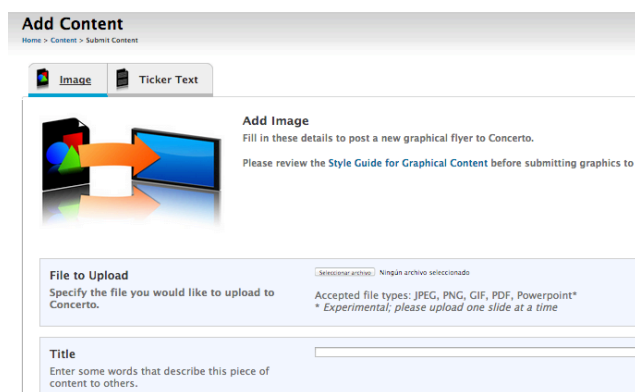 Add Content
Home > Content > Submit Content
Image
Ticker Text
Add Image
Fill in these details to post a new graphical flyer to Concerto.
Please review the Style Guide for Graphical Content before submitting graphics to
File to Upload
Seleccionar archivo Ningún archivo seleccionado
Specify the file you would like to upload to
Concerto.
Accepted file types: JPEG, PNG, GIF, PDF, Powerpoint*
* Experimental; please upload one slide at a time
Title
Enter some words that describe this piece of
content to others.